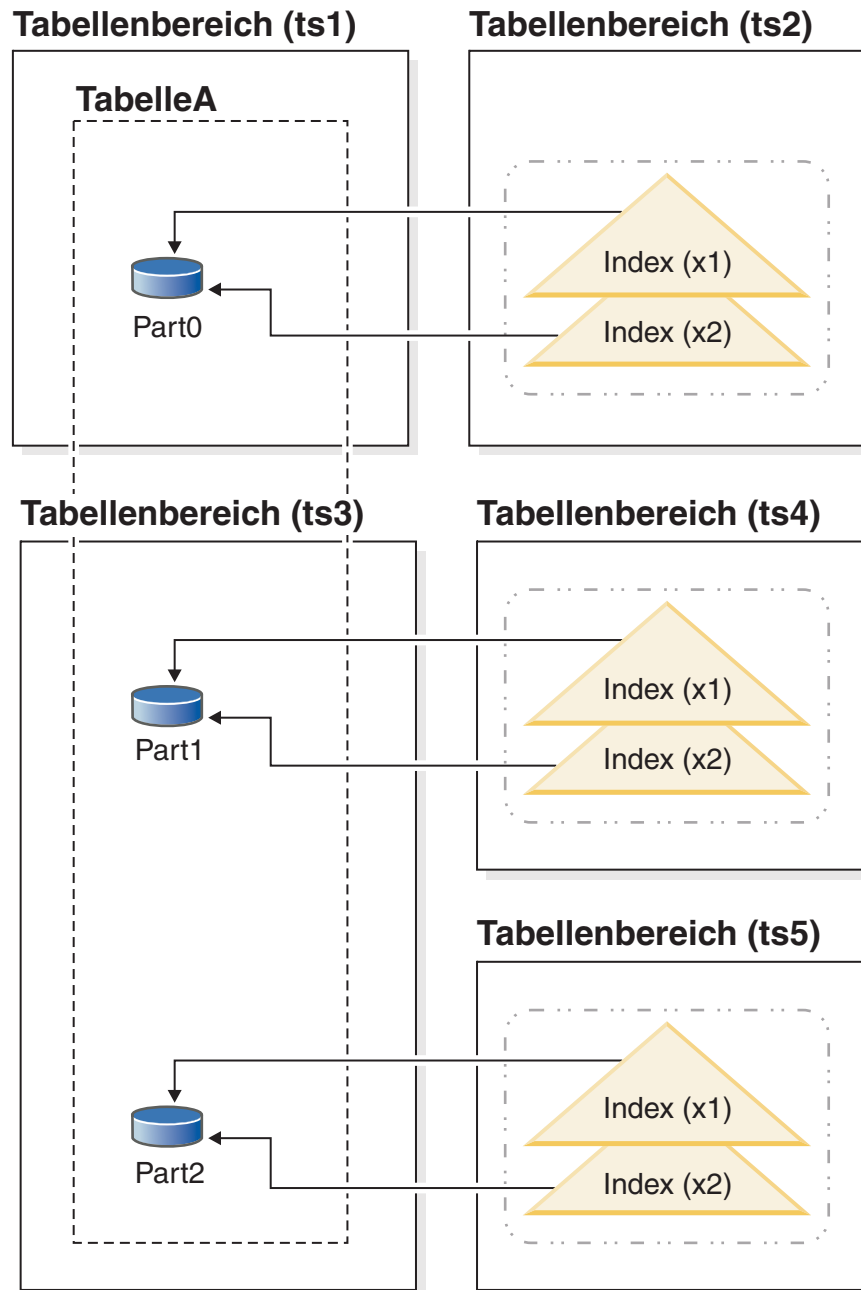 Tabellenbereich (ts1)
Tabellenbereich (ts2)
TabelleA
Index (x1)
Part0
Index (x2)
Tabellenbereich (ts3)
Tabellenbereich (ts4)
Index (x1)
Part1
Index (x2)
Tabellenbereich (ts5)
Index (x1)
Part2
Index (x2)